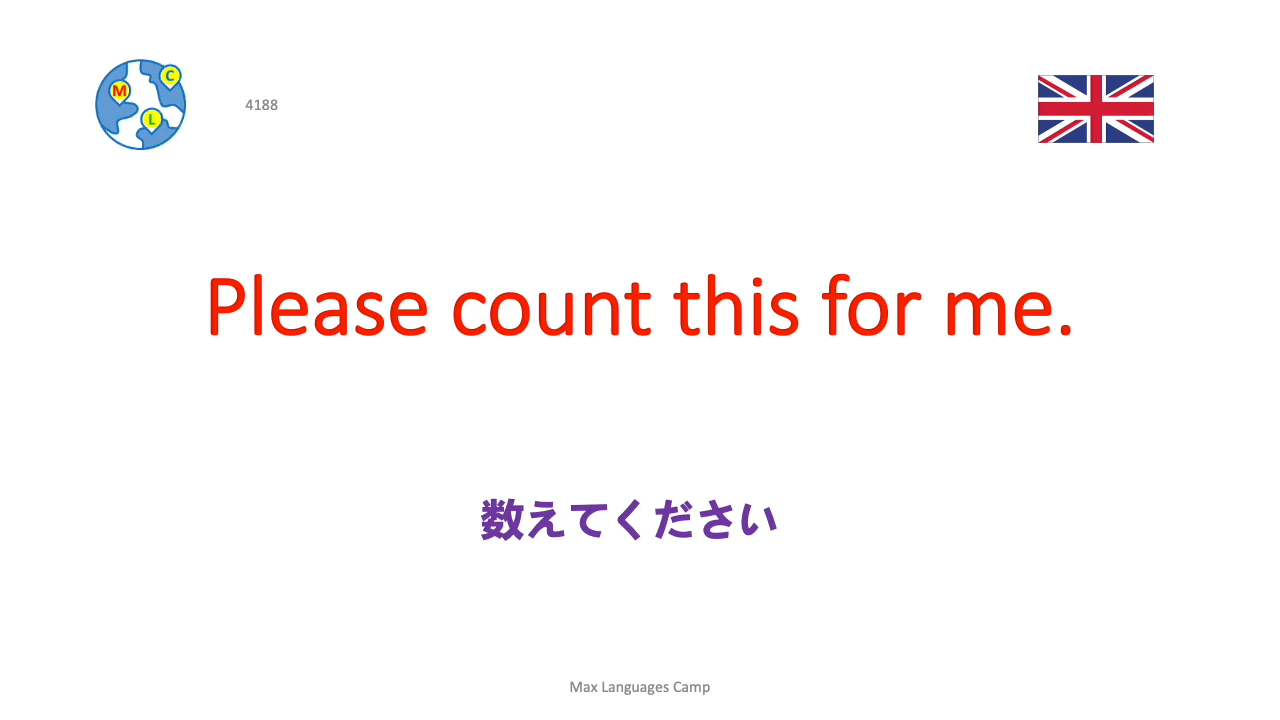 C
M
L
4188
Please count this for me.
数えてください
Max Languages Camp